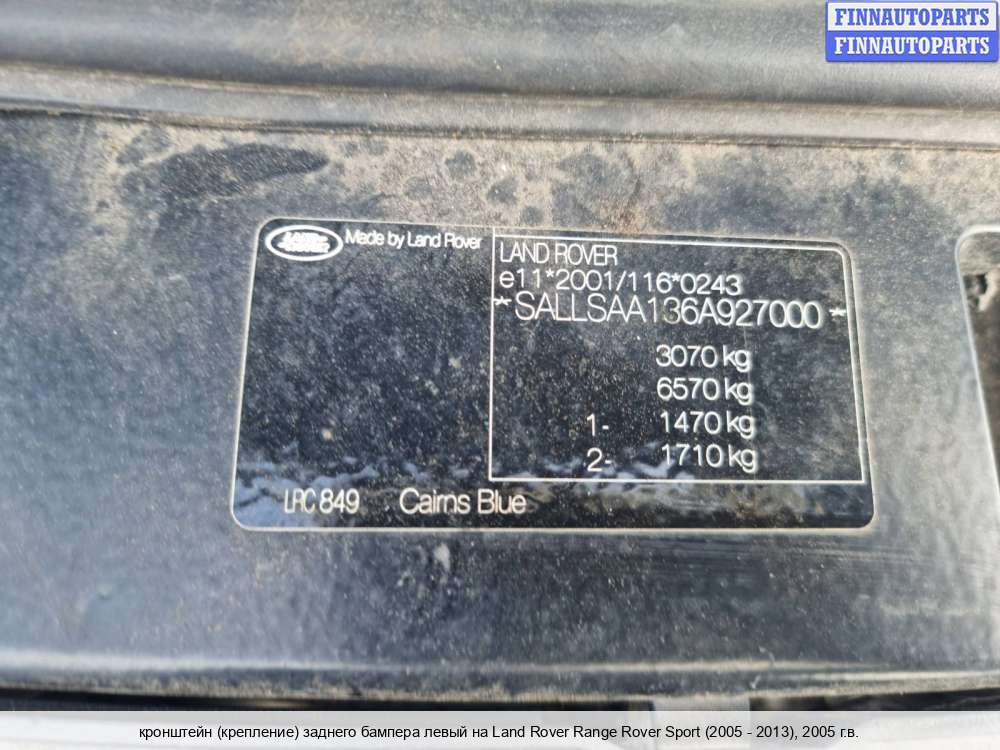 FINNAUTOPARTS
FINNAUTOPARTS
LAND ROVER
Made by Land Rover
LAND ROVER
e11*2001/116*0243
*SALLSAA136A927000*
3070 kg
6570 kg
1- 1470 kg
2- 1710 kg
LRC 849 Cairns Blue
кронштейн (крепление) заднего бампера левый на Land Rover Range Rover Sport (2005 - 2013), 2005 г.в.